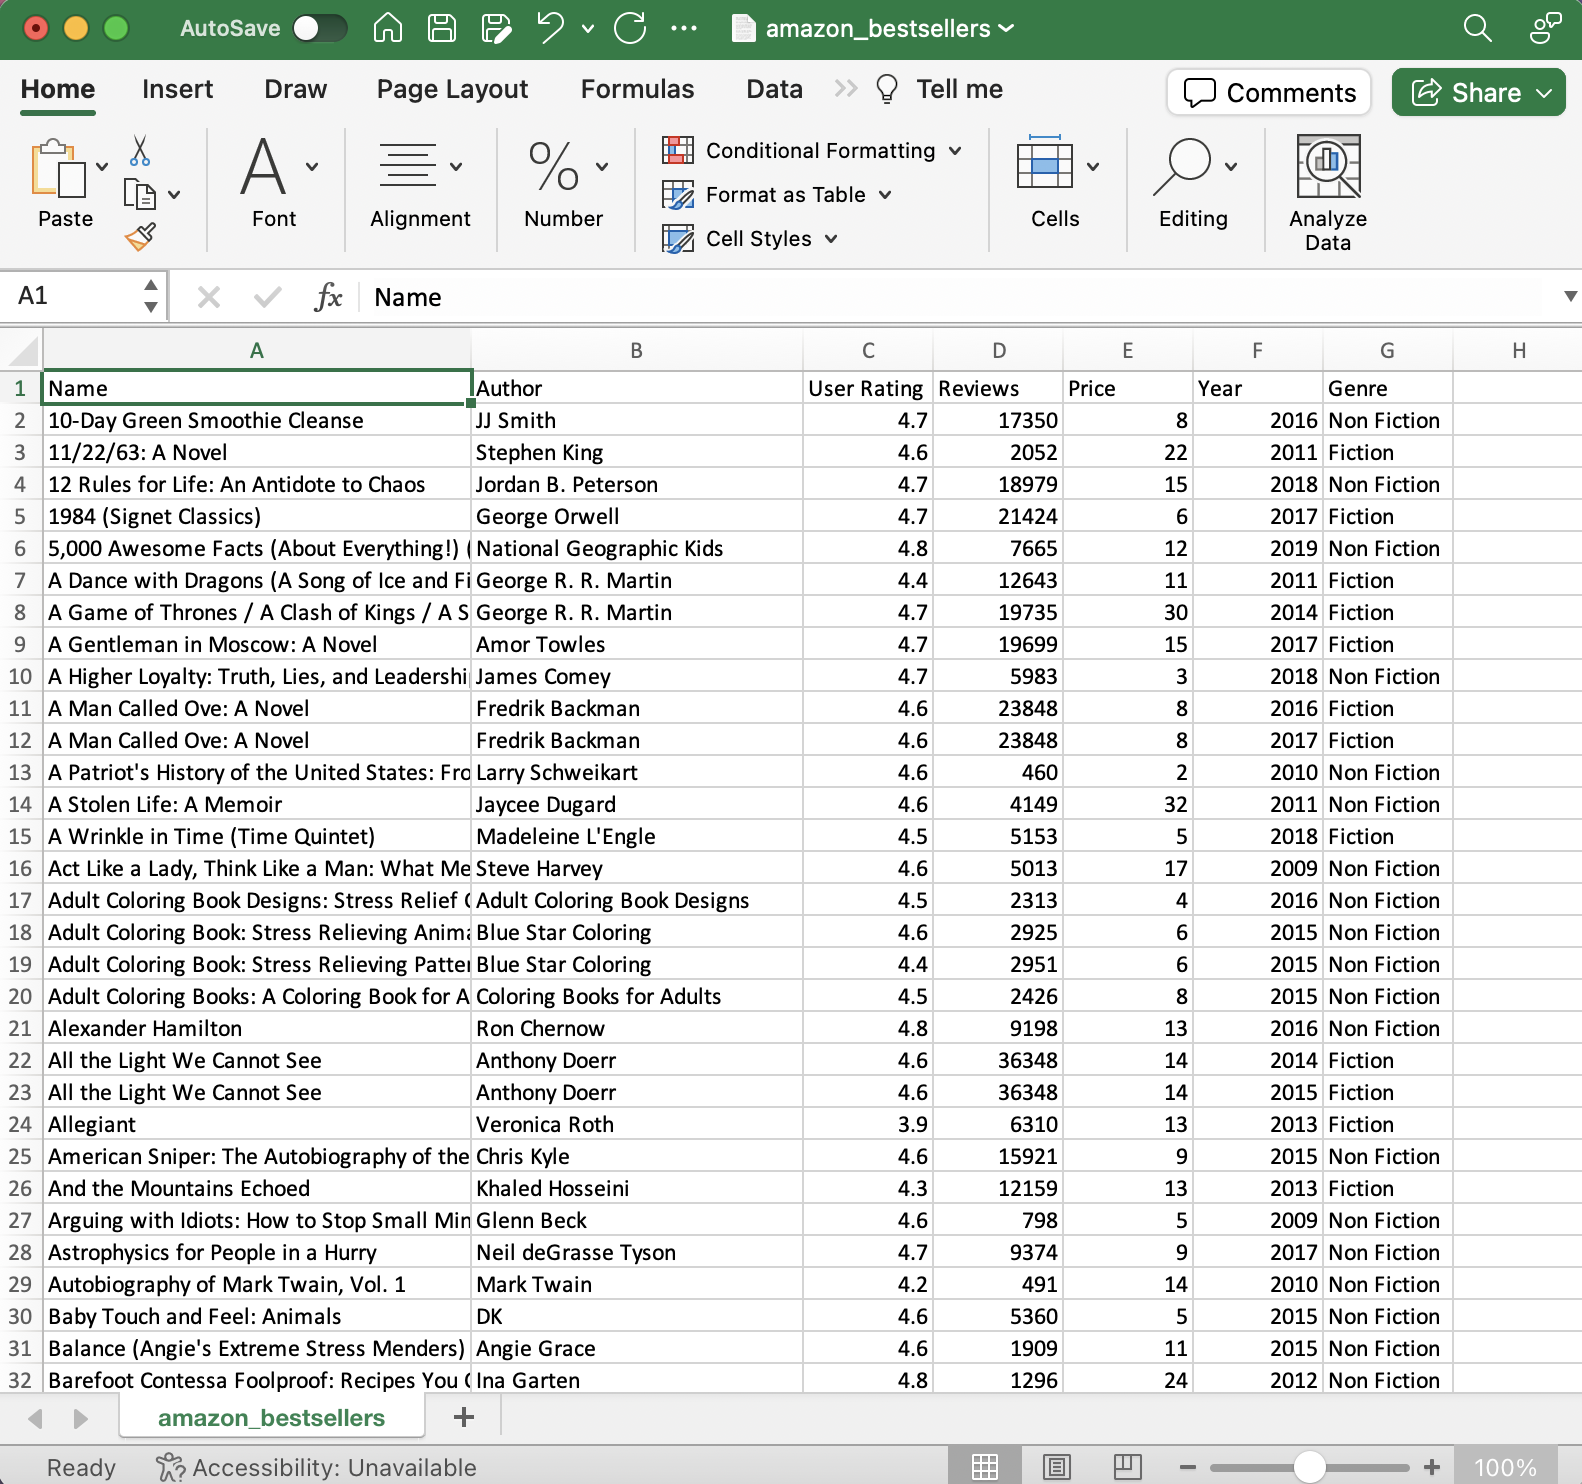 AutoSave amazon_bestsellers
Home Insert Draw Page Layout Formulas Data Tell me Comments Share
Paste Font Alignment Number Conditional Formatting Format as Table Cell Styles Cells Editing Analyze Data
A1 fx Name
A B C D E F G H
1 Name Author User Rating Reviews Price Year Genre
2 10-Day Green Smoothie Cleanse JJ Smith 4.7 17350 8 2016 Non Fiction
3 11/22/63: A Novel Stephen King 4.6 2052 22 2011 Fiction
4 12 Rules for Life: An Antidote to Chaos Jordan B. Peterson 4.7 18979 15 2018 Non Fiction
5 1984 (Signet Classics) George Orwell 4.7 21424 6 2017 Fiction
6 5,000 Awesome Facts (About Everything!) ( National Geographic Kids 4.8 7665 12 2019 Non Fiction
7 A Dance with Dragons (A Song of Ice and Fi George R. R. Martin 4.4 12643 11 2011 Fiction
8 A Game of Thrones / A Clash of Kings / A S George R. R. Martin 4.7 19735 30 2014 Fiction
9 A Gentleman in Moscow: A Novel Amor Towles 4.7 19699 15 2017 Fiction
10 A Higher Loyalty: Truth, Lies, and Leadershi James Comey 4.7 5983 3 2018 Non Fiction
11 A Man Called Ove: A Novel Fredrik Backman 4.6 23848 8 2016 Fiction
12 A Man Called Ove: A Novel Fredrik Backman 4.6 23848 8 2017 Fiction
13 A Patriot's History of the United States: Fro Larry Schweikart 4.6 460 2 2010 Non Fiction
14 A Stolen Life: A Memoir Jaycee Dugard 4.6 4149 32 2011 Non Fiction
15 A Wrinkle in Time (Time Quintet) Madeleine L'Engle 4.5 5153 5 2018 Fiction
16 Act Like a Lady, Think Like a Man: What Me Steve Harvey 4.6 5013 17 2009 Non Fiction
17 Adult Coloring Book Designs: Stress Relief ( Adult Coloring Book Designs 4.5 2313 4 2016 Non Fiction
18 Adult Coloring Book: Stress Relieving Anima Blue Star Coloring 4.6 2925 6 2015 Non Fiction
19 Adult Coloring Book: Stress Relieving Patter Blue Star Coloring 4.4 2951 6 2015 Non Fiction
20 Adult Coloring Books: A Coloring Book for A Coloring Books for Adults 4.5 2426 8 2015 Non Fiction
21 Alexander Hamilton Ron Chernow 4.8 9198 13 2016 Non Fiction
22 All the Light We Cannot See Anthony Doerr 4.6 36348 14 2014 Fiction
23 All the Light We Cannot See Anthony Doerr 4.6 36348 14 2015 Fiction
24 Allegiant Veronica Roth 3.9 6310 13 2013 Fiction
25 American Sniper: The Autobiography of the Chris Kyle 4.6 15921 9 2015 Non Fiction
26 And the Mountains Echoed Khaled Hosseini 4.3 12159 13 2013 Fiction
27 Arguing with Idiots: How to Stop Small Min Glenn Beck 4.6 798 5 2009 Non Fiction
28 Astrophysics for People in a Hurry Neil deGrasse Tyson 4.7 9374 9 2017 Non Fiction
29 Autobiography of Mark Twain, Vol. 1 Mark Twain 4.2 491 14 2010 Non Fiction
30 Baby Touch and Feel: Animals DK 4.6 5360 5 2015 Non Fiction
31 Balance (Angie's Extreme Stress Menders) Angie Grace 4.6 1909 11 2015 Non Fiction
32 Barefoot Contessa Foolproof: Recipes You C Ina Garten 4.8 1296 24 2012 Non Fiction
amazon_bestsellers
Ready Accessibility: Unavailable 100%